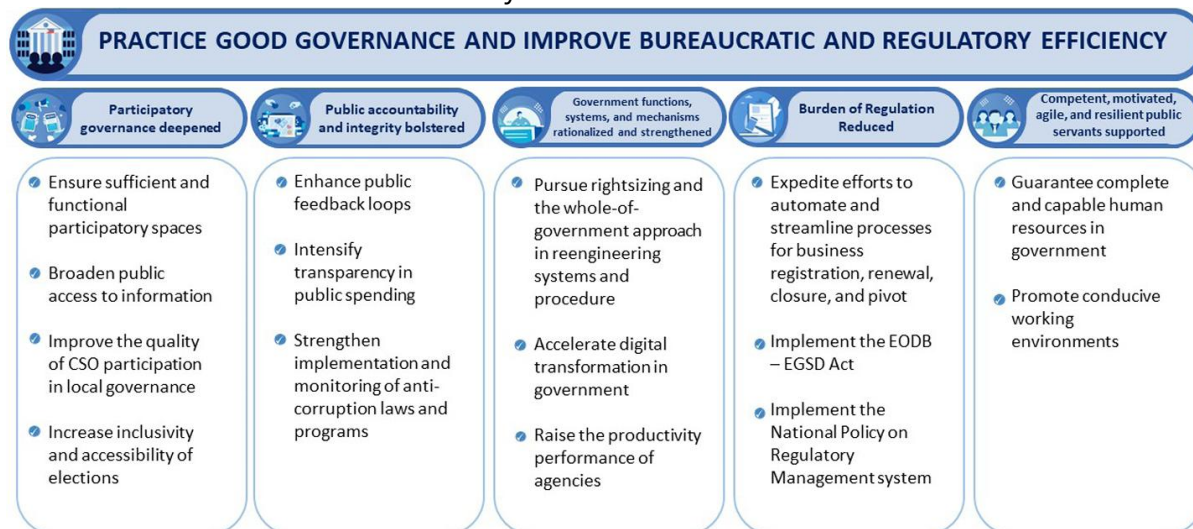 PRACTICE GOOD GOVERNANCE AND IMPROVE BUREAUCRATIC AND REGULATORY EFFICIENCY
Participatory
governance deepened
Ensure sufficient and
functional
participatory spaces
Broaden public
access to information
Improve the quality
of CSO participation
in local governance
Increase inclusivity
and accessibility of
elections
Public accountability
and integrity bolstered
Enhance public
feedback loops
Intensify
transparency in
public spending
Strengthen
implementation and
monitoring of anti-
corruption laws and
programs
Government functions,
systems, and mechanisms
rationalized and strengthened
Pursue rightsizing and
the whole-of-
government approach
in reengineering
systems and
procedure
Accelerate digital
transformation in
government
Raise the productivity
performance of
agencies
Burden of Regulation
Reduced
Expedite efforts to
automate and
streamline processes
for business
registration, renewal,
closure, and pivot
Implement the EODB
– EGSD Act
Implement the
National Policy on
Regulatory
Management system
Competent, motivated,
agile, and resilient public
servants supported
Guarantee complete
and capable human
resources in
government
Promote conducive
working
environments